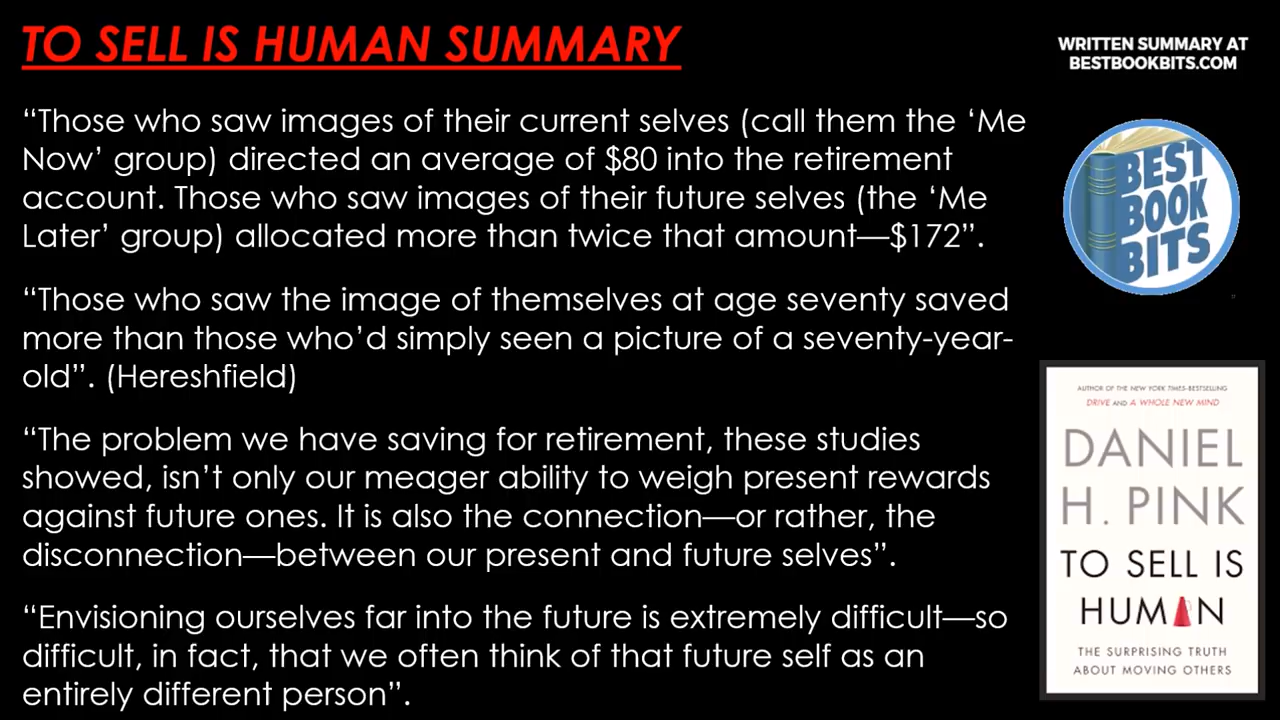 TO SELL IS HUMAN SUMMARY
WRITTEN SUMMARY AT
BESTBOOKBITS.COM
“Those who saw images of their current selves (call them the ‘Me
Now’ group) directed an average of $80 into the retirement
account. Those who saw images of their future selves (the ‘Me
Later’ group) allocated more than twice that amount—$172”.
“Those who saw the image of themselves at age seventy saved
more than those who’d simply seen a picture of a seventy-year-
old”. (Hereshfield)
“The problem we have saving for retirement, these studies
showed, isn’t only our meager ability to weigh present rewards
against future ones. It is also the connection—or rather, the
disconnection—between our present and future selves”.
“Envisioning ourselves far into the future is extremely difficult—so
difficult, in fact, that we often think of that future self as an
entirely different person”.
BEST
BOOK
BITS
AUTHOR OF THE NEW YORK TIMES-BESTSELLING
DRIVE AND A WHOLE NEW MIND
DANIEL
H. PINK
TO SELL IS
HUMAN
THE SURPRISING TRUTH
ABOUT MOVING OTHERS